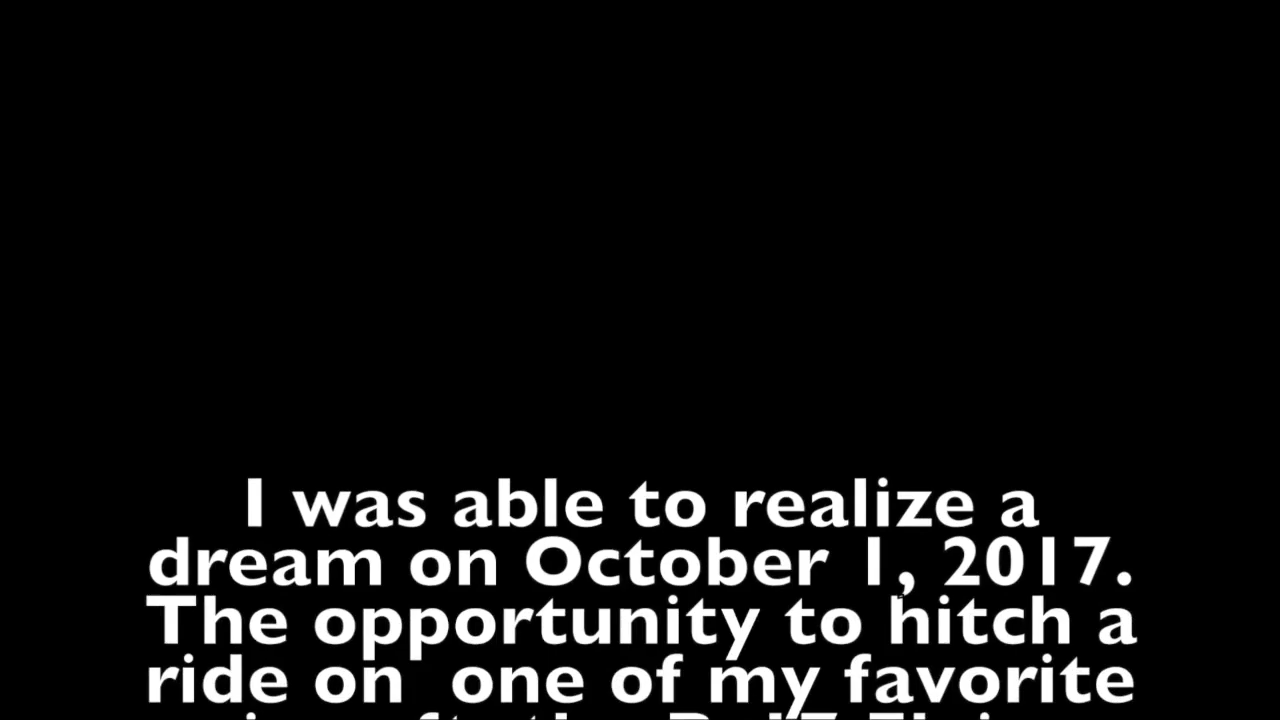 I was able to realize a
dream on October 1, 2017.
The opportunity to hitch a
ride on  one of my favorite